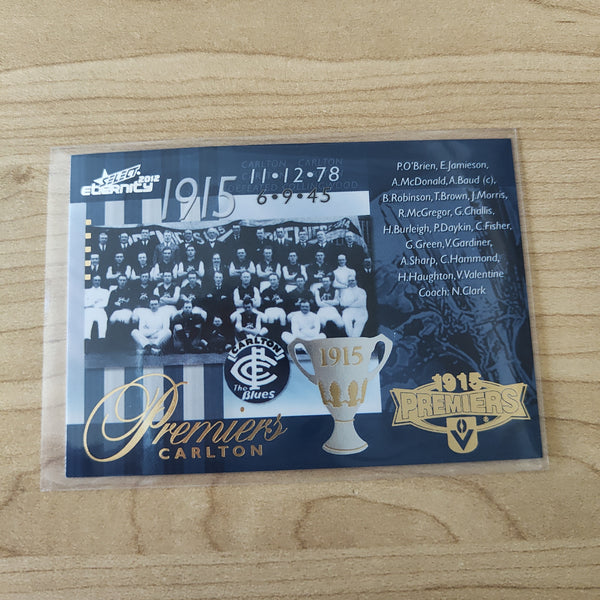 SELECT 2012
ETERNITY
1915
CARLTON CARLTON
11•12•78
DEFEATED COLLINGWOOD
6•9•45
P.O'Brien, E.Jamieson,
A.McDonald, A.Baud (c),
B.Robinson, T.Brown, J.Morris,
R.McGregor, G.Challis,
H.Burleigh, P.Daykin, C.Fisher,
G.Green, V.Gardiner,
A.Sharp, C.Hammond,
H.Haughton, V.Valentine
Coach: N.Clark
CARLTON
CFC
The
Blues
1915
Premiers
CARLTON
1915
PREMIERS
V